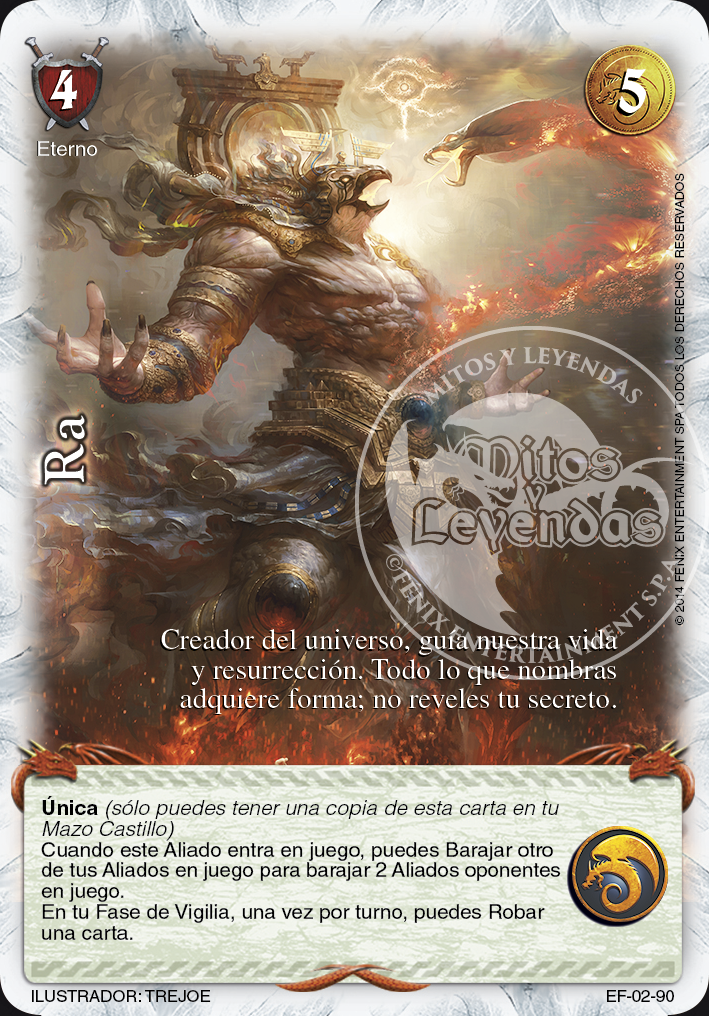 4
5
Eterno
© 2014 FENIX ENTERTAINMENT SPA TODOS LOS DERECHOS RESERVADOS
MITOS Y LEYENDAS
Mitos
y
Leyendas
©FENIX ENTERTAINMENT S.P.A
Ra
Creador del universo, guía nuestra vida
y resurrección. Todo lo que nombras
adquiere forma; no reveles tu secreto.
Única (sólo puedes tener una copia de esta carta en tu
Mazo Castillo)
Cuando este Aliado entra en juego, puedes Barajar otro
de tus Aliados en juego para barajar 2 Aliados oponentes
en juego.
En tu Fase de Vigilia, una vez por turno, puedes Robar
una carta.
ILUSTRADOR: TREJOE
EF-02-90